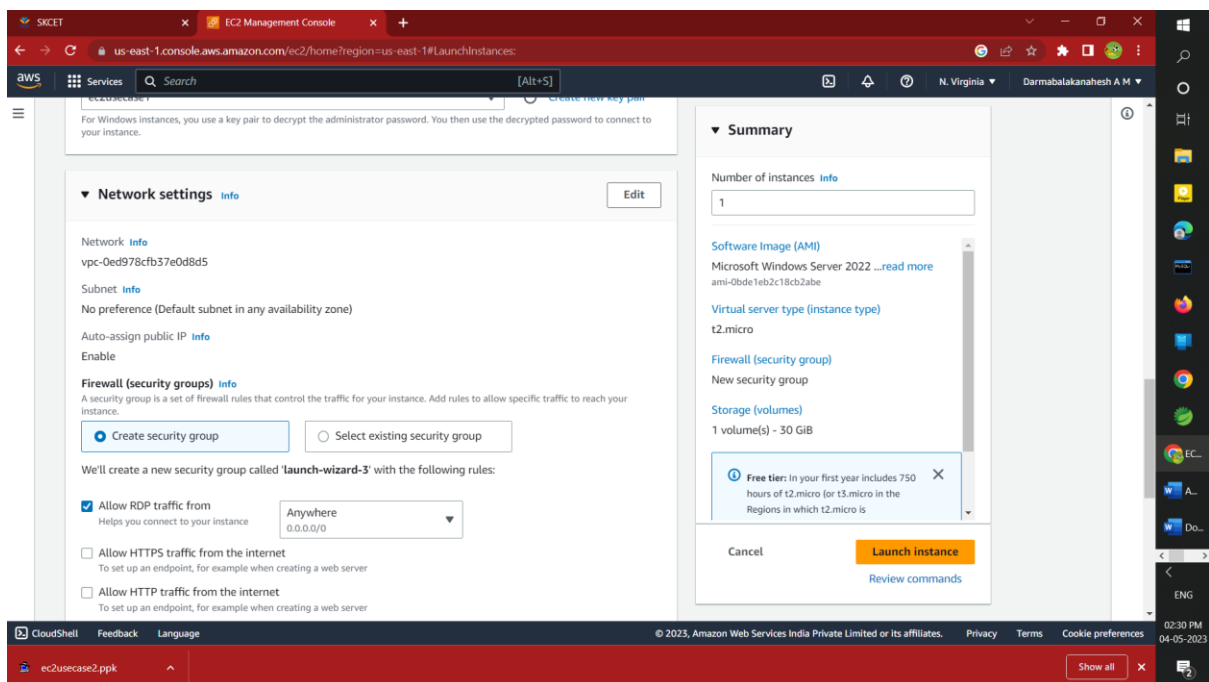 SKCET
EC2 Management Console
us-east-1.console.aws.amazon.com/ec2/home?region=us-east-1#LaunchInstances:
aws
Services
Search
[Alt+S]
N. Virginia
Darmabalakanahesh A M
ec2usecase1
Create new key pair
For Windows instances, you use a key pair to decrypt the administrator password. You then use the decrypted password to connect to
your instance.
Network settings Info
Edit
Network Info
vpc-0ed978cfb37e0d8d5
Subnet Info
No preference (Default subnet in any availability zone)
Auto-assign public IP Info
Enable
Firewall (security groups) Info
A security group is a set of firewall rules that control the traffic for your instance. Add rules to allow specific traffic to reach your
instance.
Create security group
Select existing security group
We'll create a new security group called 'launch-wizard-3' with the following rules:
Allow RDP traffic from
Helps you connect to your instance
Anywhere
0.0.0.0/0
Allow HTTPS traffic from the internet
To set up an endpoint, for example when creating a web server
Allow HTTP traffic from the internet
To set up an endpoint, for example when creating a web server
Summary
Number of instances Info
1
Software Image (AMI)
Microsoft Windows Server 2022 ...read more
ami-0bde1eb2c18cb2abe
Virtual server type (instance type)
t2.micro
Firewall (security group)
New security group
Storage (volumes)
1 volume(s) - 30 GiB
Free tier: In your first year includes 750
hours of t2.micro (or t3.micro in the
Regions in which t2.micro is
Cancel
Launch instance
Review commands
CloudShell
Feedback
Language
© 2023, Amazon Web Services India Private Limited or its affiliates.
Privacy
Terms
Cookie preferences
ec2usecase2.ppk
Show all
Player
EC...
A...
Do...
ENG
02:30 PM
04-05-2023
2